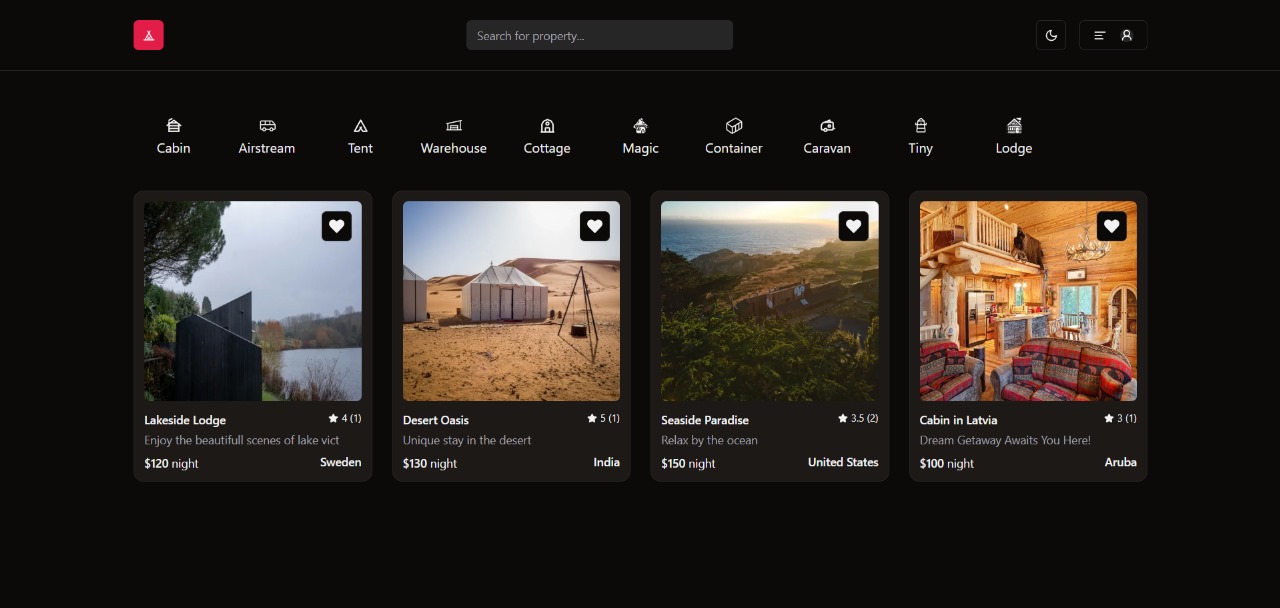 Search for property...
Cabin Airstream Tent Warehouse Cottage Magic Container Caravan Tiny Lodge
Lakeside Lodge 4 (1)
Enjoy the beautifull scenes of lake vict
$120 night Sweden
Desert Oasis 5 (1)
Unique stay in the desert
$130 night India
Seaside Paradise 3.5 (2)
Relax by the ocean
$150 night United States
Cabin in Latvia 3 (1)
Dream Getaway Awaits You Here!
$100 night Aruba